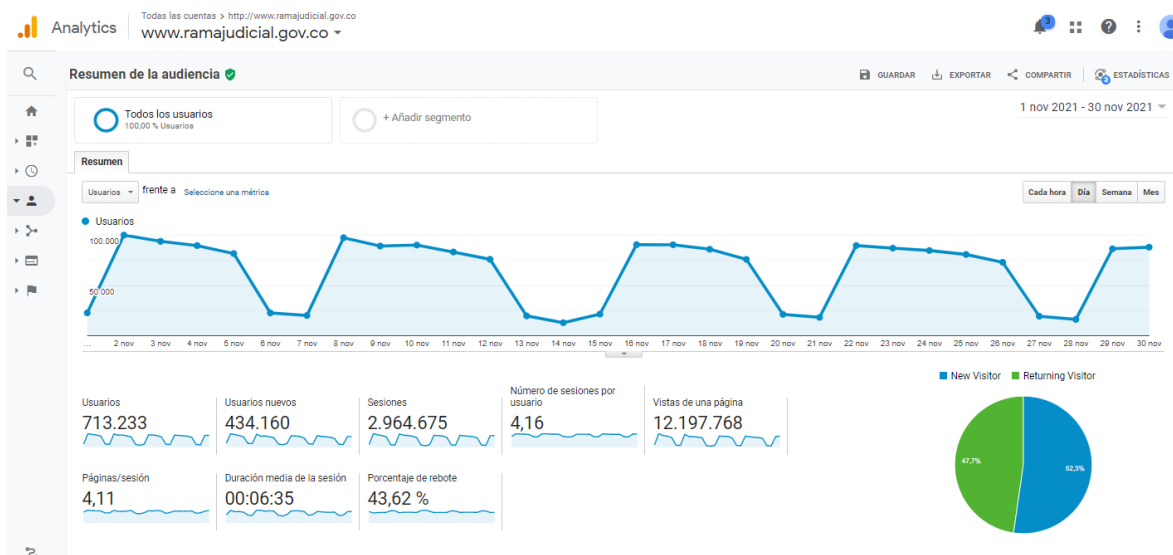 Todas las cuentas > http://www.ramajudicial.gov.co
Analytics
www.ramajudicial.gov.co
3
Resumen de la audiencia
GUARDAR
EXPORTAR
COMPARTIR
3
ESTADÍSTICAS
Todos los usuarios
100,00 % Usuarios
+ Añadir segmento
1 nov 2021 - 30 nov 2021
Resumen
Usuarios frente a Seleccione una métrica
Cada hora Día Semana Mes
Usuarios
100.000
50.000
... 2 nov 3 nov 4 nov 5 nov 6 nov 7 nov 8 nov 9 nov 10 nov 11 nov 12 nov 13 nov 14 nov 15 nov 16 nov 17 nov 18 nov 19 nov 20 nov 21 nov 22 nov 23 nov 24 nov 25 nov 26 nov 27 nov 28 nov 29 nov 30 nov
New Visitor Returning Visitor
Usuarios
713.233
Usuarios nuevos
434.160
Sesiones
2.964.675
Número de sesiones por
usuario
4,16
Vistas de una página
12.197.768
Páginas/sesión
4,11
Duración media de la sesión
00:06:35
Porcentaje de rebote
43,62 %
47,7%
52,3%